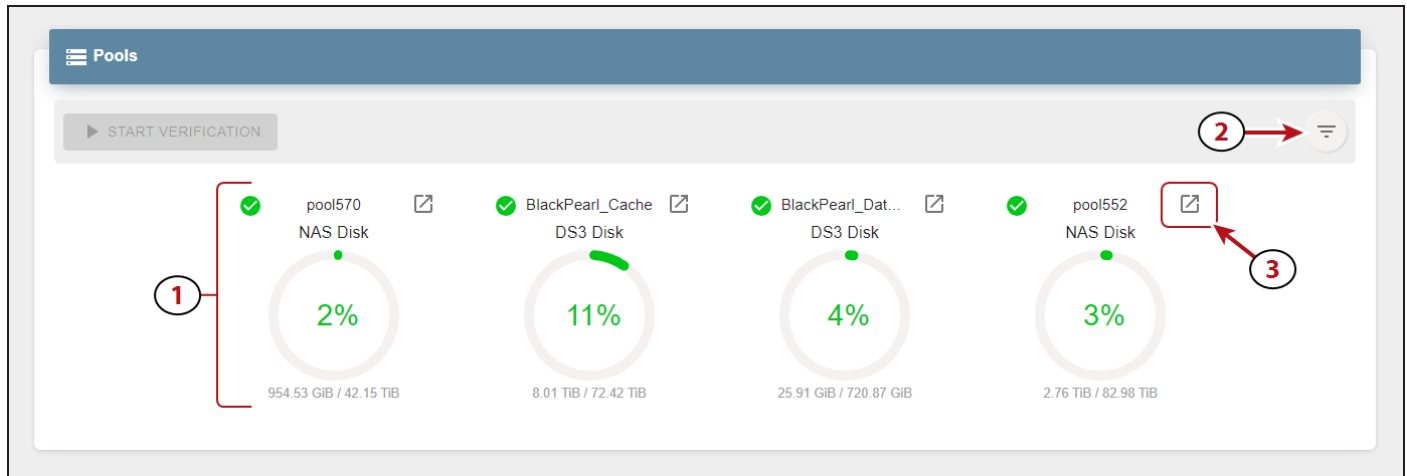 Pools
START VERIFICATION
2
pool570 BlackPearl_Cache BlackPearl_Dat... pool552
NAS Disk DS3 Disk DS3 Disk NAS Disk
3
1
2% 11% 4% 3%
954.53 GiB / 42.15 TiB 8.01 TiB / 72.42 TiB 25.91 GiB / 720.87 GiB 2.76 TiB / 82.98 TiB